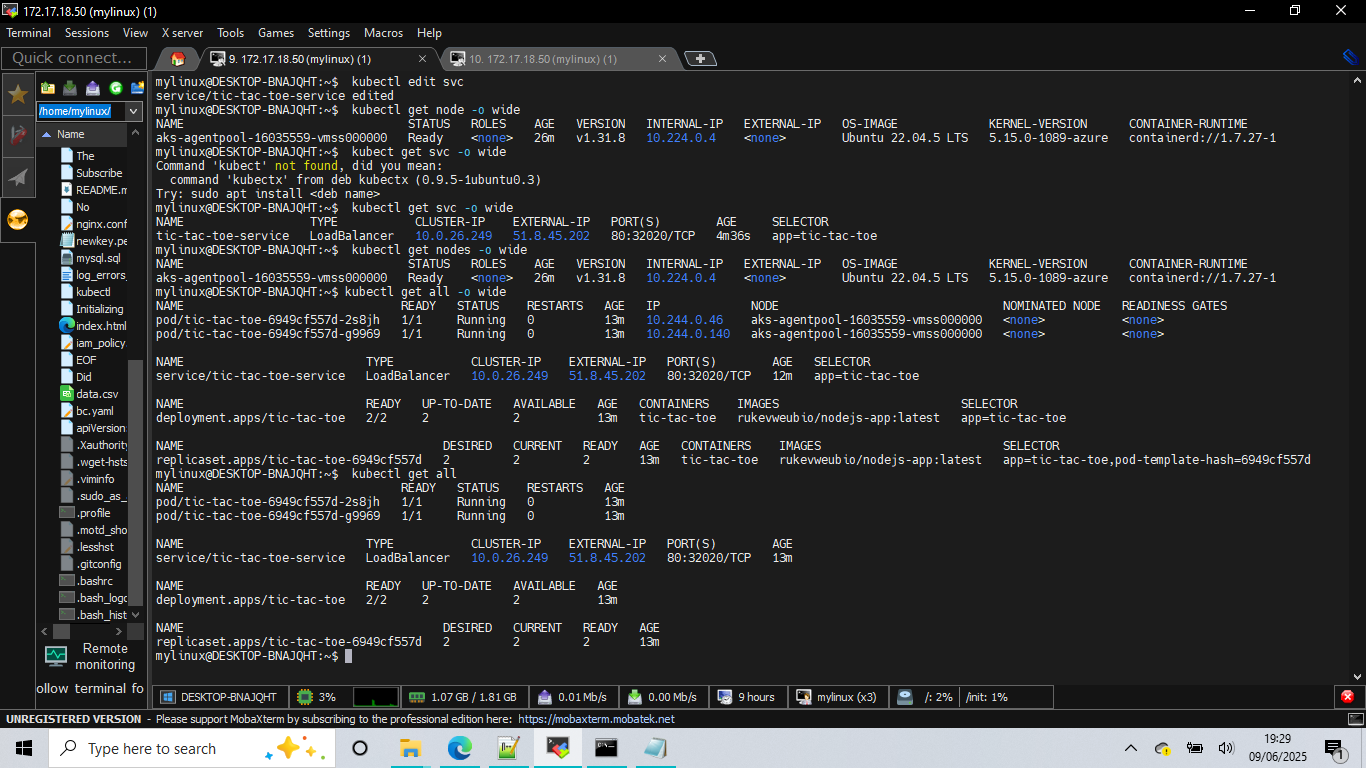 172.17.18.50 (mylinux) (1)
Terminal Sessions View X server Tools Games Settings Macros Help
Quick connect...
9. 172.17.18.50 (mylinux) (1)
10. 172.17.18.50 (mylinux) (1)
/home/mylinux/
Name
The
Subscribe
README.m
No
nginx.conf
newkey.pe
mysql.sql
log_errors
kubectl
Initializing
index.html
iam_policy
EOF
Did
data.csv
bc.yaml
apiVersion:
.Xauthority
.wget-hsts
.viminfo
.sudo_as_
.profile
.motd_sho
.lesshst
.gitconfig
.bashrc
.bash_logo
.bash_hist
Remote
monitoring
ollow terminal fo
mylinux@DESKTOP-BNAJQHT:~$ kubectl edit svc
service/tic-tac-toe-service edited
mylinux@DESKTOP-BNAJQHT:~$ kubectl get node -o wide
NAME STATUS ROLES AGE VERSION INTERNAL-IP EXTERNAL-IP OS-IMAGE KERNEL-VERSION CONTAINER-RUNTIME
aks-agentpool-16035559-vmss000000 Ready <none> 26m v1.31.8 10.224.0.4 <none> Ubuntu 22.04.5 LTS 5.15.0-1089-azure containerd://1.7.27-1
mylinux@DESKTOP-BNAJQHT:~$ kubect get svc -o wide
Command 'kubect' not found, did you mean:
command 'kubectx' from deb kubectx (0.9.5-1ubuntu0.3)
Try: sudo apt install <deb name>
mylinux@DESKTOP-BNAJQHT:~$ kubectl get svc -o wide
NAME TYPE CLUSTER-IP EXTERNAL-IP PORT(S) AGE SELECTOR
tic-tac-toe-service LoadBalancer 10.0.26.249 51.8.45.202 80:32020/TCP 4m36s app=tic-tac-toe
mylinux@DESKTOP-BNAJQHT:~$ kubectl get nodes -o wide
NAME STATUS ROLES AGE VERSION INTERNAL-IP EXTERNAL-IP OS-IMAGE KERNEL-VERSION CONTAINER-RUNTIME
aks-agentpool-16035559-vmss000000 Ready <none> 26m v1.31.8 10.224.0.4 <none> Ubuntu 22.04.5 LTS 5.15.0-1089-azure containerd://1.7.27-1
mylinux@DESKTOP-BNAJQHT:~$ kubectl get all -o wide
NAME READY STATUS RESTARTS AGE IP NODE NOMINATED NODE READINESS GATES
pod/tic-tac-toe-6949cf557d-2s8jh 1/1 Running 0 13m 10.244.0.46 aks-agentpool-16035559-vmss000000 <none> <none>
pod/tic-tac-toe-6949cf557d-g9969 1/1 Running 0 13m 10.244.0.140 aks-agentpool-16035559-vmss000000 <none> <none>
NAME TYPE CLUSTER-IP EXTERNAL-IP PORT(S) AGE SELECTOR
service/tic-tac-toe-service LoadBalancer 10.0.26.249 51.8.45.202 80:32020/TCP 12m app=tic-tac-toe
NAME READY UP-TO-DATE AVAILABLE AGE CONTAINERS IMAGES SELECTOR
deployment.apps/tic-tac-toe 2/2 2 2 13m tic-tac-toe rukevweubio/nodejs-app:latest app=tic-tac-toe
NAME DESIRED CURRENT READY AGE CONTAINERS IMAGES SELECTOR
replicaset.apps/tic-tac-toe-6949cf557d 2 2 2 13m tic-tac-toe rukevweubio/nodejs-app:latest app=tic-tac-toe,pod-template-hash=6949cf557d
mylinux@DESKTOP-BNAJQHT:~$ kubectl get all
NAME READY STATUS RESTARTS AGE
pod/tic-tac-toe-6949cf557d-2s8jh 1/1 Running 0 13m
pod/tic-tac-toe-6949cf557d-g9969 1/1 Running 0 13m
NAME TYPE CLUSTER-IP EXTERNAL-IP PORT(S) AGE
service/tic-tac-toe-service LoadBalancer 10.0.26.249 51.8.45.202 80:32020/TCP 13m
NAME READY UP-TO-DATE AVAILABLE AGE
deployment.apps/tic-tac-toe 2/2 2 2 13m
NAME DESIRED CURRENT READY AGE
replicaset.apps/tic-tac-toe-6949cf557d 2 2 2 13m
mylinux@DESKTOP-BNAJQHT:~$
DESKTOP-BNAJQHT 3% 1.07 GB / 1.81 GB 0.01 Mb/s 0.00 Mb/s 9 hours mylinux (x3) /: 2% /init: 1%
UNREGISTERED VERSION - Please support MobaXterm by subscribing to the professional edition here: https://mobaxterm.mobatek.net
Type here to search
19:29
09/06/2025
1